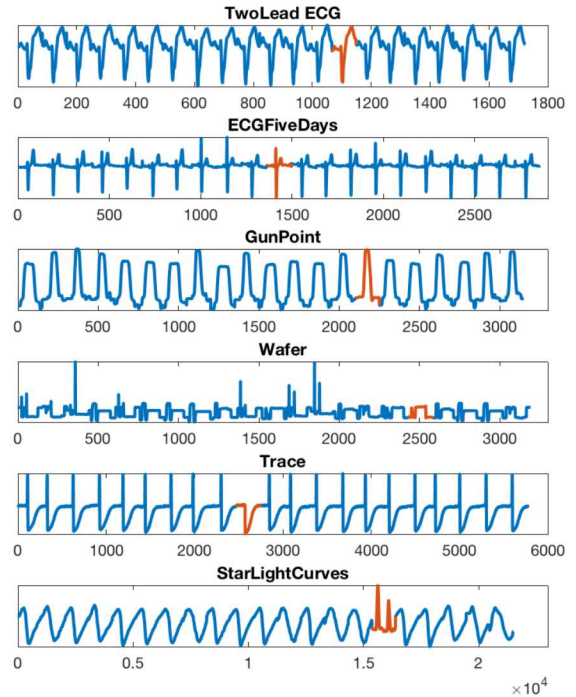 TwoLead ECG
0 200 400 600 800 1000 1200 1400 1600 1800
ECGFiveDays
0 500 1000 1500 2000 2500
GunPoint
0 500 1000 1500 2000 2500 3000
Wafer
0 500 1000 1500 2000 2500 3000
Trace
0 1000 2000 3000 4000 5000 6000
StarLightCurves
0 0.5 1 1.5 2
×10⁴